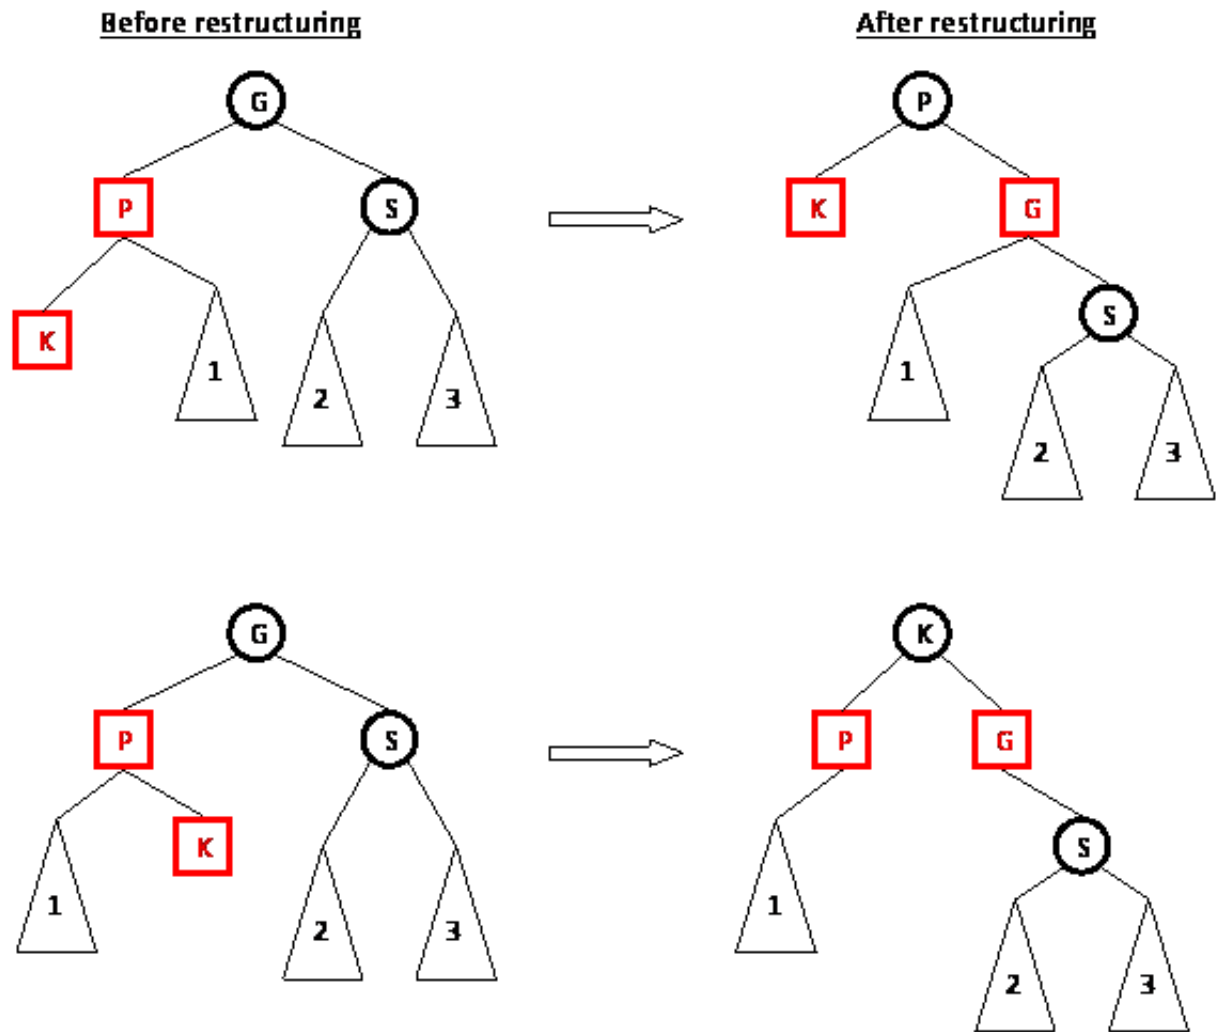 Before restructuring After restructuring
G P
P S K G
K 1 2 3 1 S
2 3
G K
P S P G
1 K 2 3 1 S
2 3